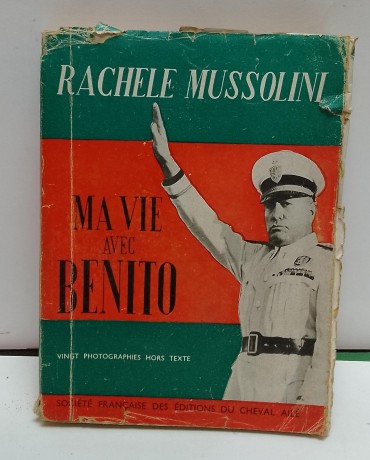 RACHELE MUSSOLINI
MA VIE
AVEC
BENITO
VINGT PHOTOGRAPHIES HORS TEXTE
SOCIÉTÉ FRANÇAISE DES ÉDITIONS DU CHEVAL AILÉ